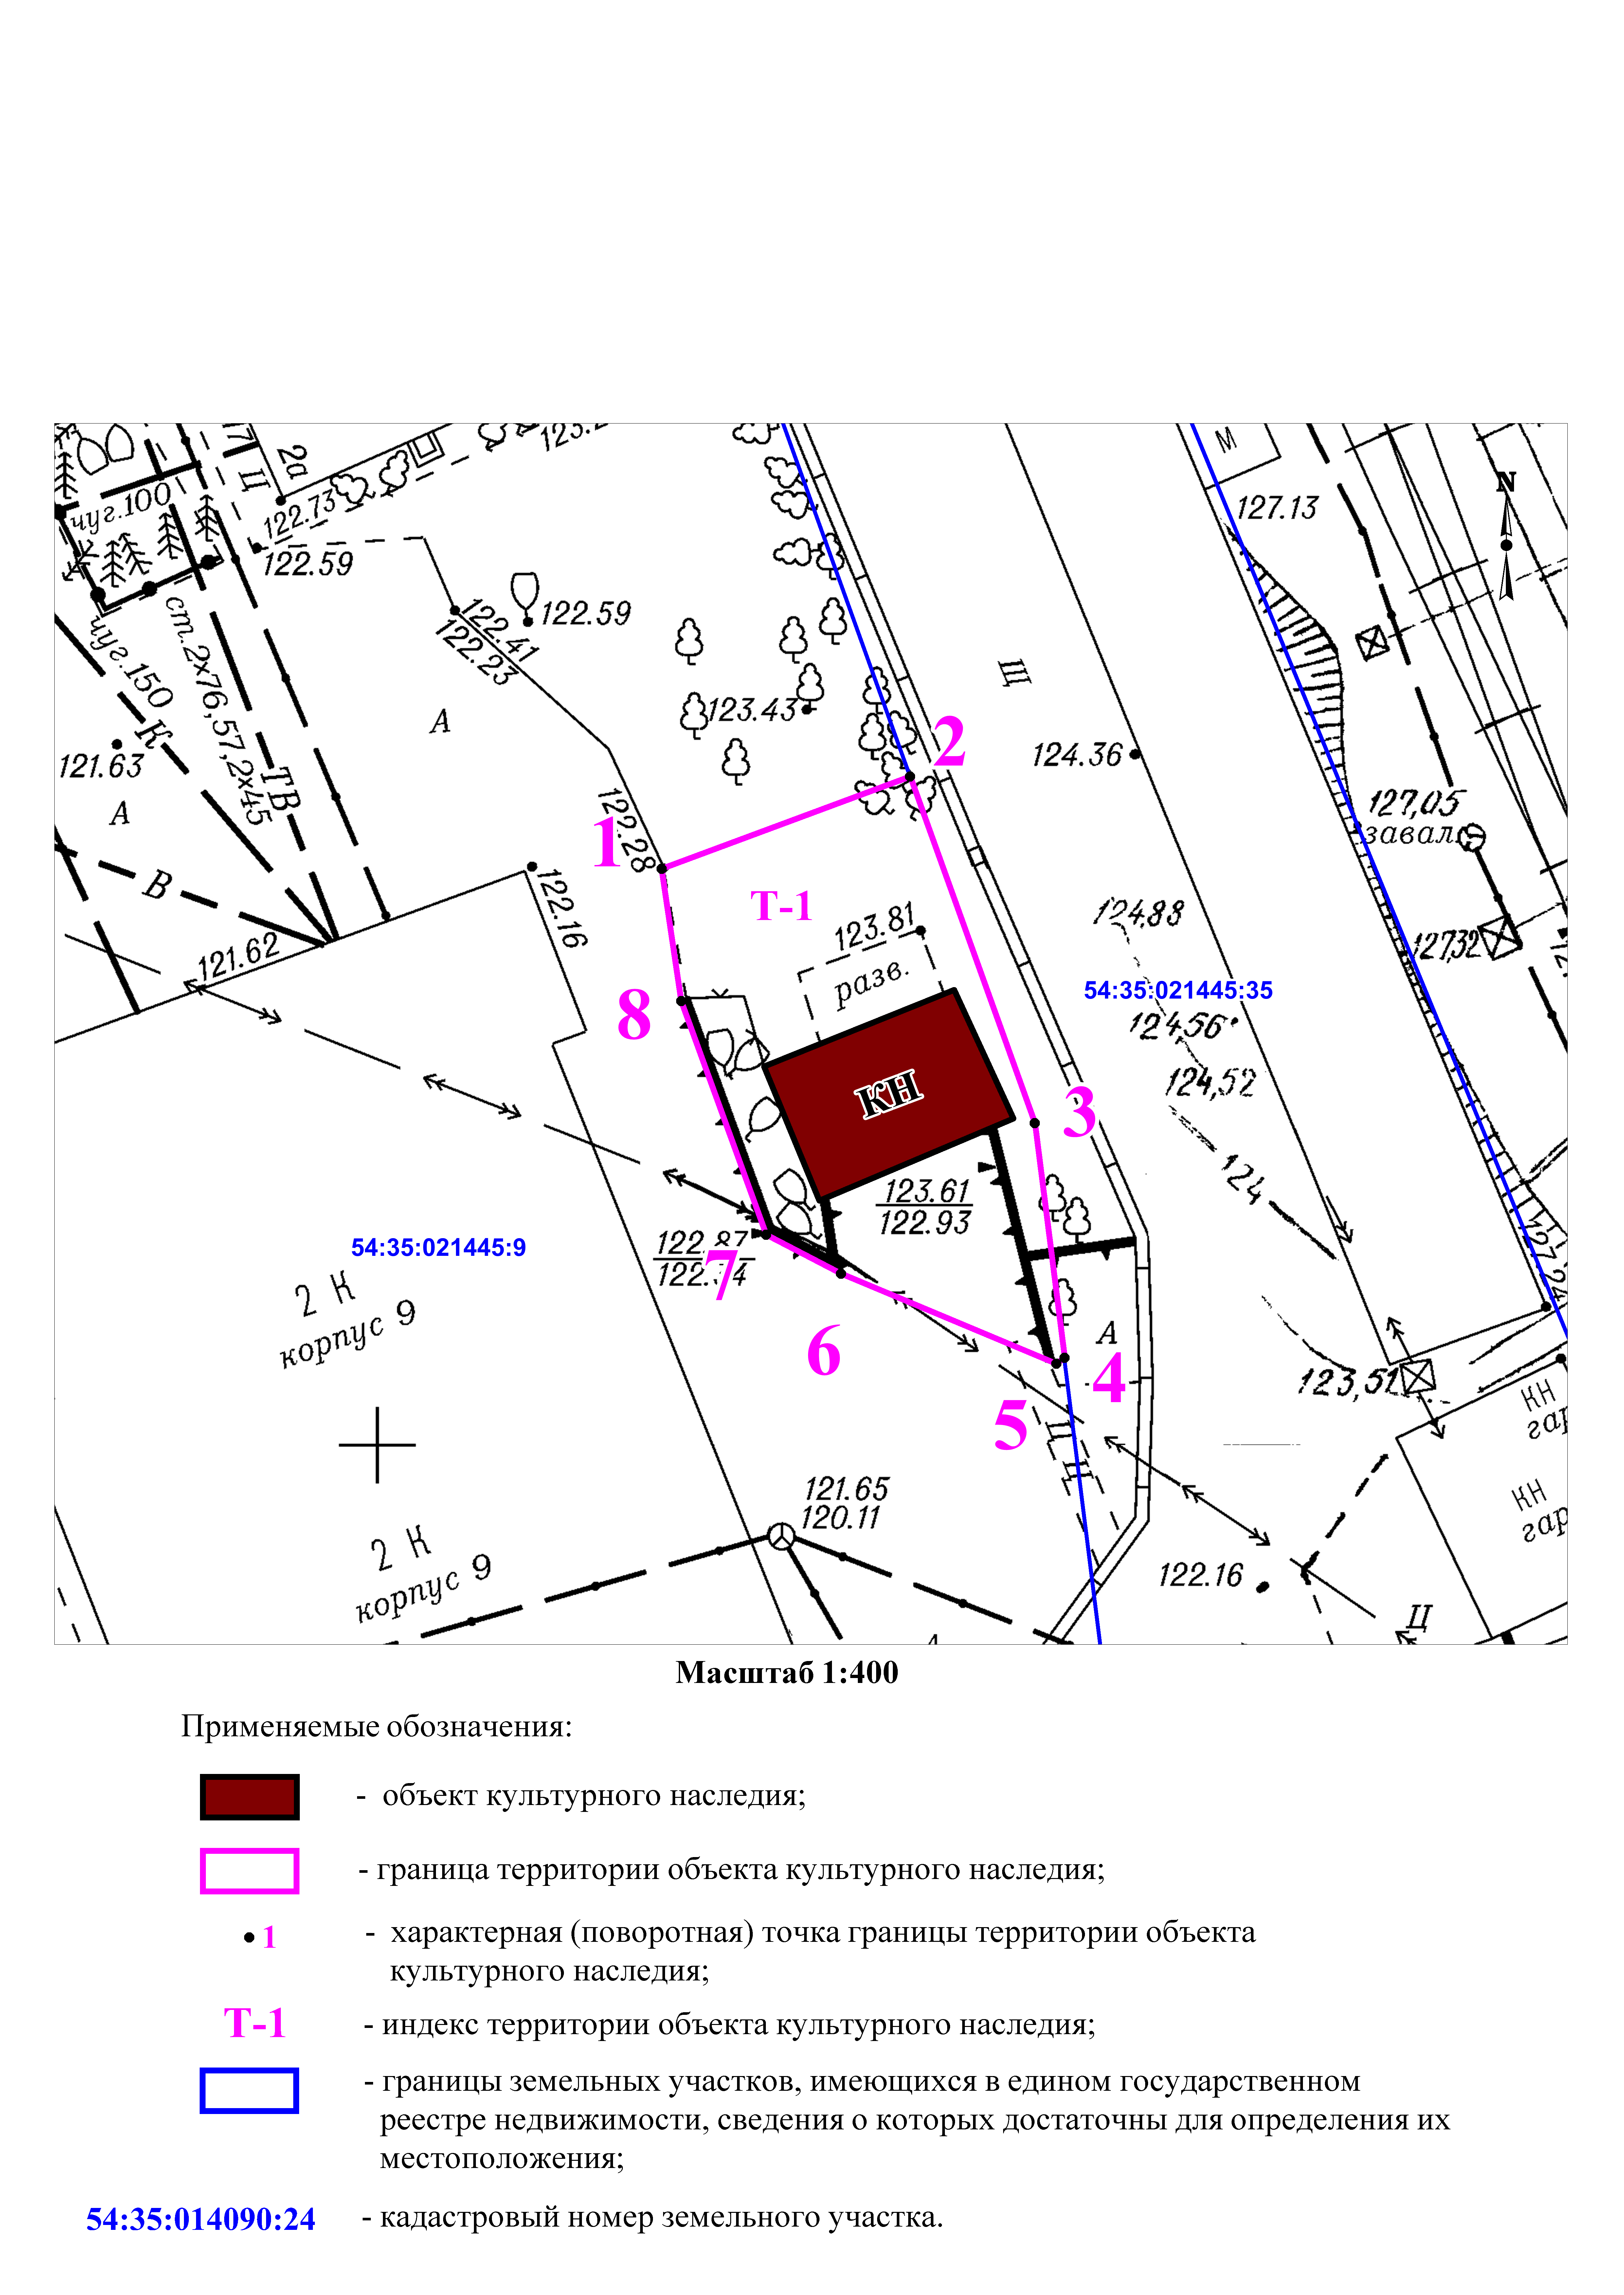 2а
Ц
М
N
чуг.100
122.73
127.13
122.59
122.59
122.41
122.23
чуг.150
ст.2х76,57,2х45
К
ТВ
А
123.43
Щ
2
124.36
121.63
А
127,05
завал.
1
122.28
В
122.16
Т-1
123.81
разв.
124,88
127,32
121.62
54:35:021445:35
124,56
8
КН
124,52
3
123.61
122.93
124
54:35:021445:9
7
2 К
корпус 9
6
А
4
123,51
5
КН
КН
121.65
120.11
2 К
корпус 9
122.16
Ц
Масштаб 1:400
Применяемые обозначения:
- объект культурного наследия;
- граница территории объекта культурного наследия;
1 - характерная (поворотная) точка границы территории объекта
культурного наследия;
Т-1 - индекс территории объекта культурного наследия;
- границы земельных участков, имеющихся в едином государственном
реестре недвижимости, сведения о которых достаточны для определения их
местоположения;
54:35:014090:24 - кадастровый номер земельного участка.